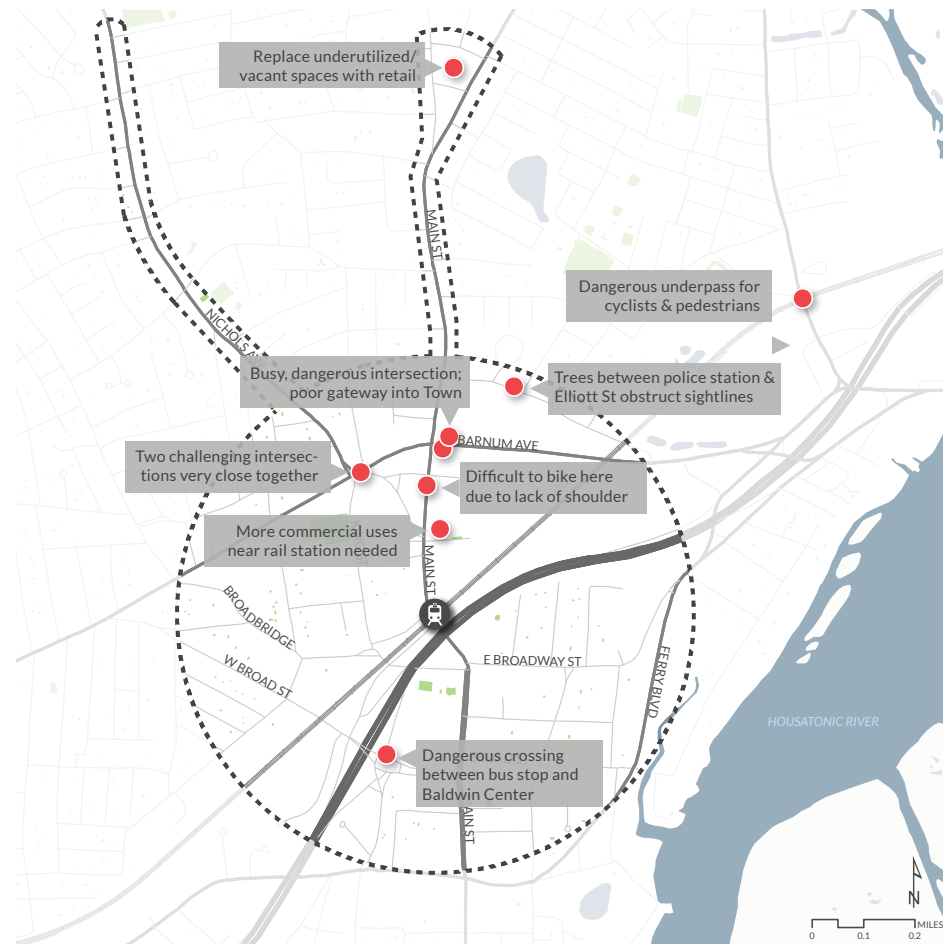 Replace underutilized/
vacant spaces with retail
MAIN ST
Dangerous underpass for
cyclists & pedestrians
NICHOLS A
Busy, dangerous intersection;
poor gateway into Town
Trees between police station &
Elliott St obstruct sightlines
BARNUM AVE
Two challenging intersec-
tions very close together
Difficult to bike here
due to lack of shoulder
More commercial uses
near rail station needed
MAIN ST
BROADBRIDGE
W BROAD ST
E BROADWAY ST
FERRY BLVD
HOUSATONIC RIVER
Dangerous crossing
between bus stop and
Baldwin Center
AIN ST
N
MILES
0 0.1 0.2